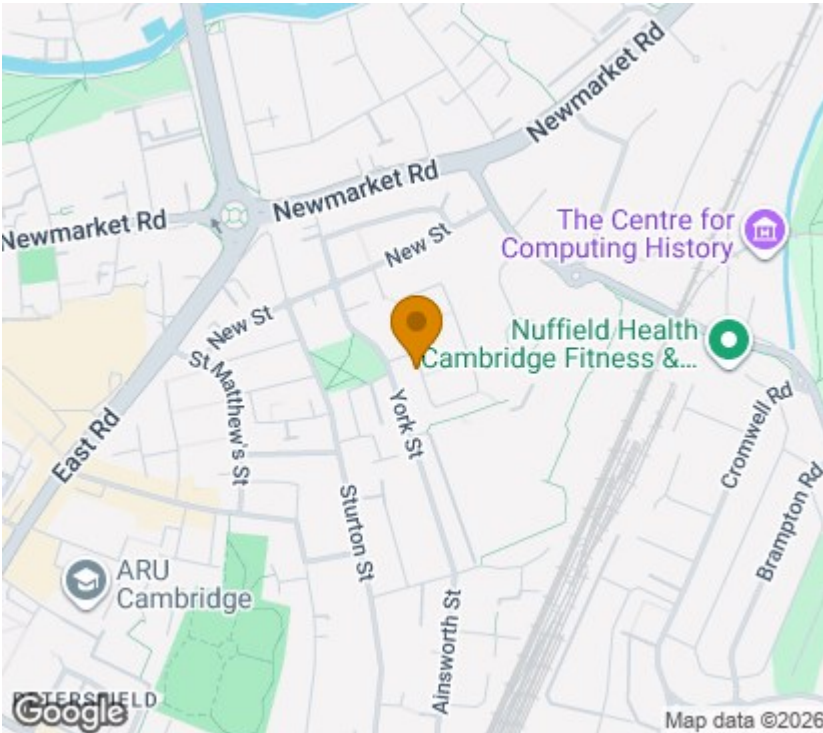 Newmarket Rd
Newmarket Rd
Newmarket Rd
New St
The Centre for
Computing History
New St
Nuffield Health
Cambridge Fitness &...
St Matthew's St
York St
East Rd
Cromwell Rd
Brampton Rd
Sturton St
ARU
Cambridge
Ainsworth St
PETERSFIELD
Google
Map data ©2026